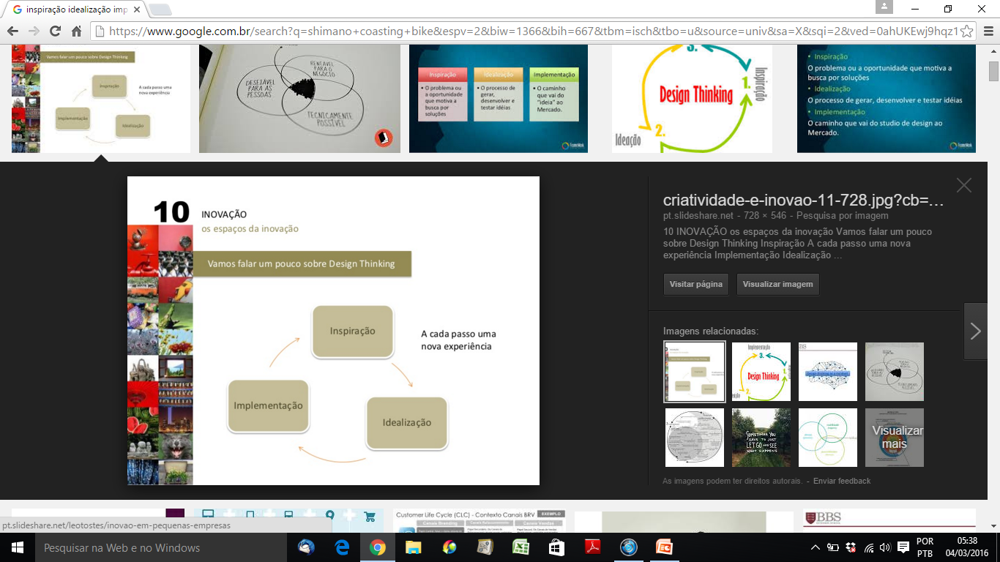 inspiração idealização imp
https://www.google.com.br/search?q=shimano+coasting+bike&espv=2&biw=1366&bih=667&tbm=isch&tbo=u&source=univ&sa=X&sqi=2&ved=0ahUKEwj9hqz1
Vamos falar um pouco sobre Design Thinking
Inspiração
A cada passo uma
nova experiência
Implementação
Idealização
RENTÁVEL
PARA O
NEGÓCIO
DESEJÁVEL
PARA AS
PESSOAS
TECNICAMENTE
POSSÍVEL
Inspiração
Idealização
Implementação
• O problema ou
a oportunidade
que motiva a
busca por
soluções
• O processo de
gerar,
desenvolver e
testar idéias
• O caminho
que vai do
"ideia" ao
Mercado.
3.
Design Thinking
1.
Inspiração
Ideação
2.
• Inspiração
O problema ou a oportunidade que motiva a
busca por soluções
• Idealização
O processo de gerar, desenvolver e testar idéias
• Implementação
O caminho que vai do studio de design ao
Mercado.
10
INOVAÇÃO
os espaços da inovação
Vamos falar um pouco sobre Design Thinking
Inspiração
A cada passo uma
nova experiência
Implementação
Idealização
criatividade-e-inovao-11-728.jpg?cb=...
pt.slideshare.net - 728 × 546 - Pesquisa por imagem
10 INOVAÇÃO os espaços da inovação Vamos falar um pouco
sobre Design Thinking Inspiração A cada passo uma nova
experiência Implementação Idealização ...
Visitar página
Visualizar imagem
Imagens relacionadas:
Implementação
3.
Design Thinking
1.
2.
BBS
SOMETIMES YOU
HAVE TO JUST
LET GO AND SEE
WHAT HAPPENS
Visualizar
mais
As imagens podem ter direitos autorais. - Enviar feedback
Customer Life Cycle (CLC) - Contexto Canais BRV
EXEMPLO
Canais Branding
Canais Relacionamento
Canais Vendas
BBS
pt.slideshare.net/leotostes/inovao-em-pequenas-empresas
Pesquisar na Web e no Windows
POR
PTB
05:38
04/03/2016